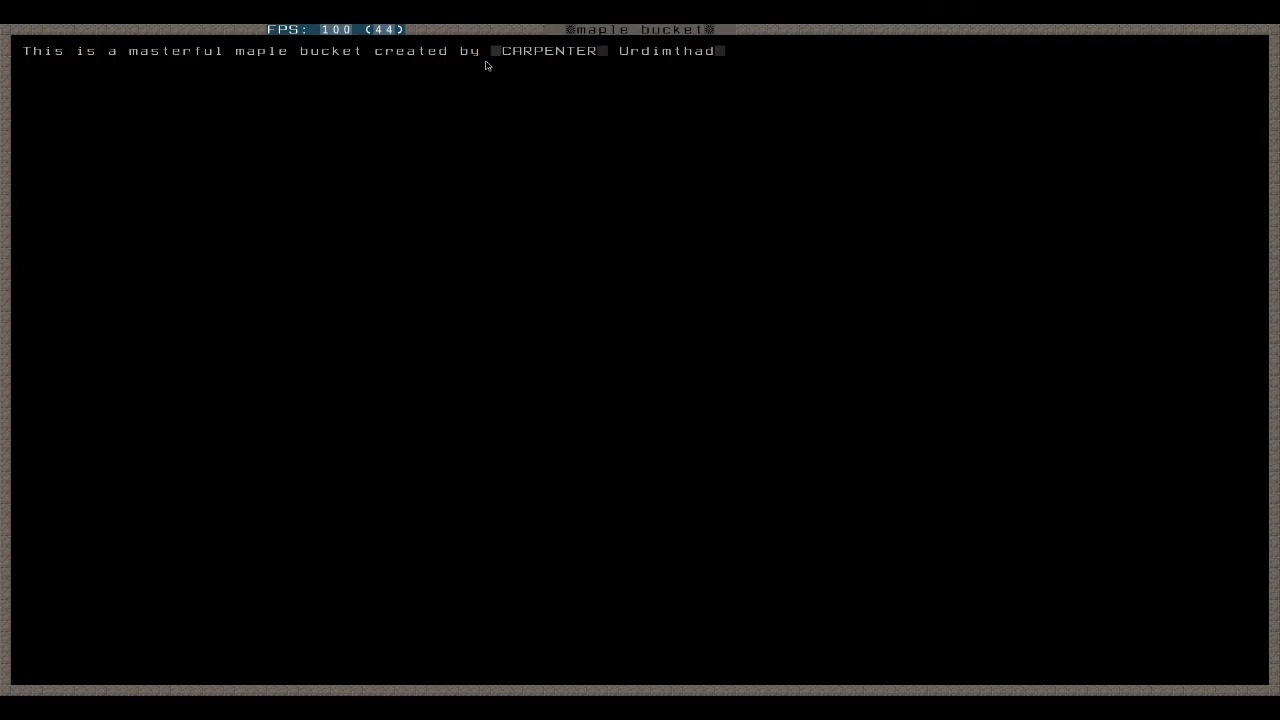 FPS: 100 (44) ☼maple bucket☼
This is a masterful maple bucket created by CARPENTER Urdimthad